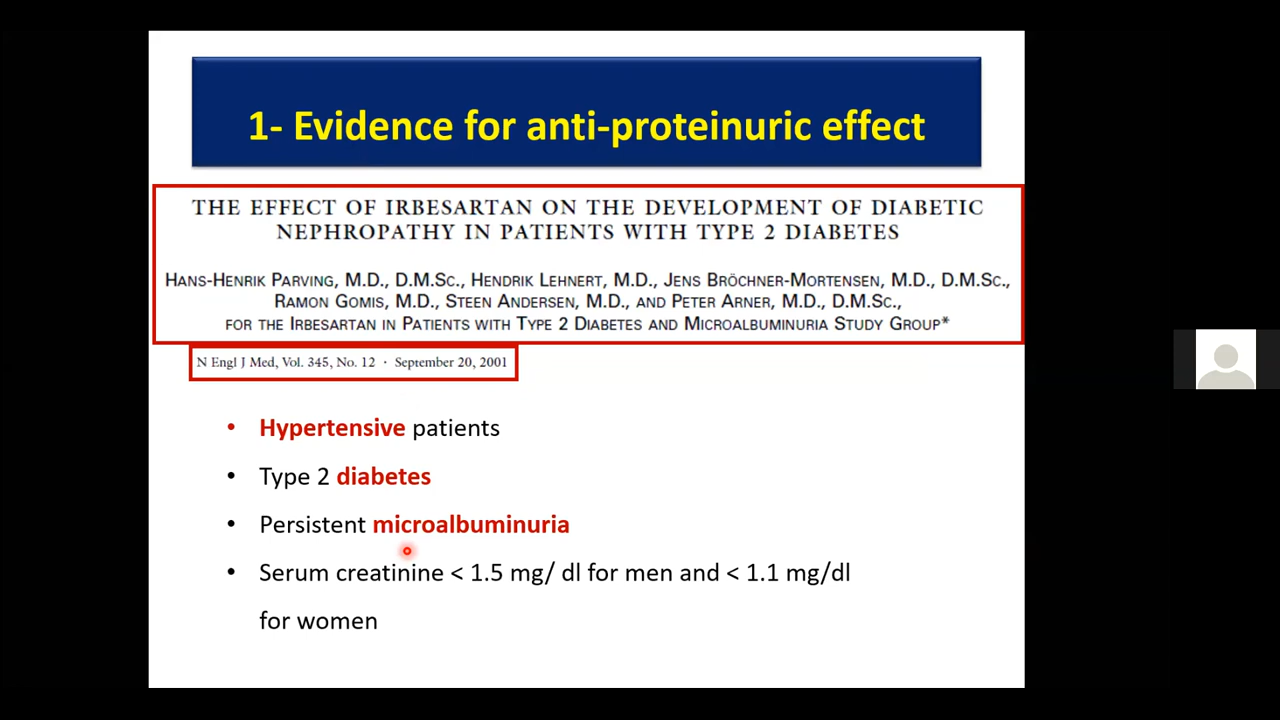 1- Evidence for anti-proteinuric effect
THE EFFECT OF IRBESARTAN ON THE DEVELOPMENT OF DIABETIC
NEPHROPATHY IN PATIENTS WITH TYPE 2 DIABETES
HANS-HENRIK PARVING, M.D., D.M.SC., HENDRIK LEHNERT, M.D., JENS BRÖCHNER-MORTENSEN, M.D., D.M.SC.,
RAMON GOMIS, M.D., STEEN ANDERSEN, M.D., AND PETER ARNER, M.D., D.M.SC.,
FOR THE IRBESARTAN IN PATIENTS WITH TYPE 2 DIABETES AND MICROALBUMINURIA STUDY GROUP*
N Engl J Med, Vol. 345, No. 12 · September 20, 2001
• Hypertensive patients
• Type 2 diabetes
• Persistent microalbuminuria
• Serum creatinine < 1.5 mg/ dl for men and < 1.1 mg/dl
for women